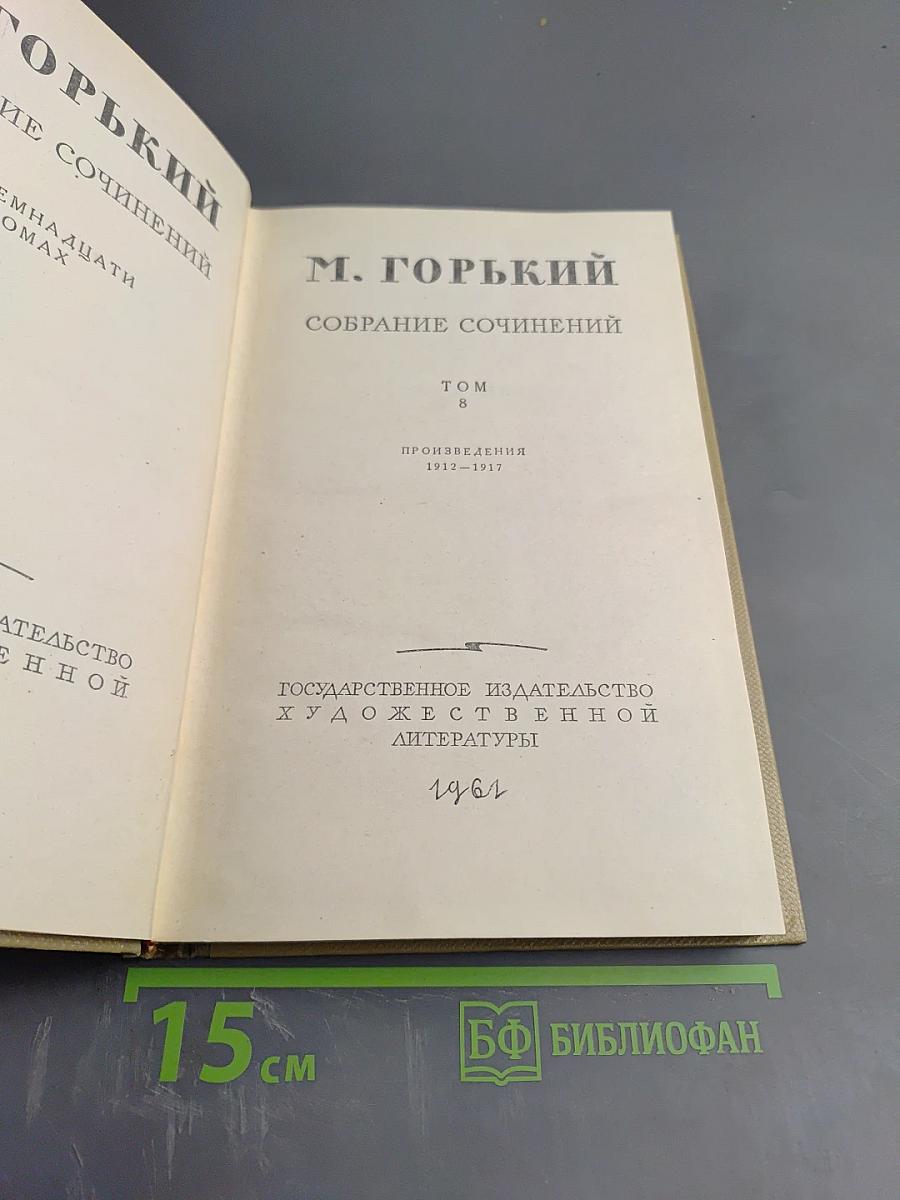 ГОРЬКИЙ
СОЧИНЕНИЙ
ТОМАХ
М. ГОРЬКИЙ
СОБРАНИЕ СОЧИНЕНИЙ
ТОМ
8
ПРОИЗВЕДЕНИЯ
1912—1917
ГОСУДАРСТВЕННОЕ ИЗДАТЕЛЬСТВО
ХУДОЖЕСТВЕННОЙ
ЛИТЕРАТУРЫ
1961
15 см
БФ БИБЛИОФАН